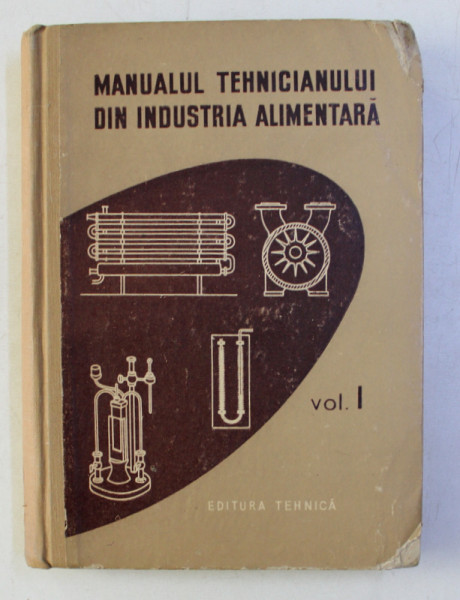 MANUALUL TEHNICIANULUI
DIN INDUSTRIA ALIMENTARĂ
vol. I
EDITURA TEHNICĂ